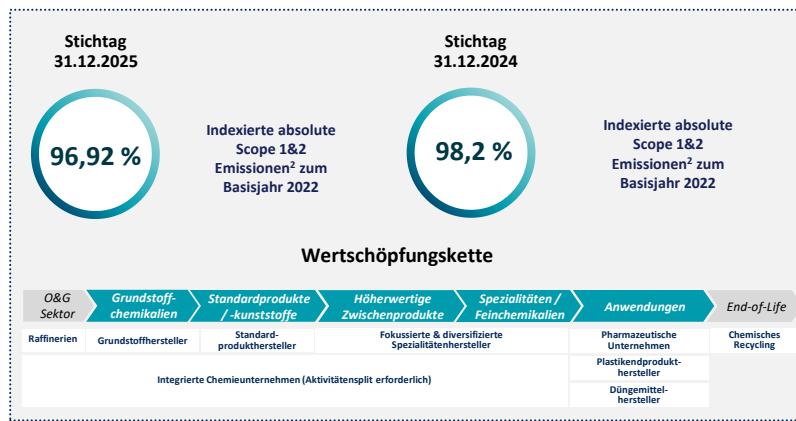 Stichtag
31.12.2025
96,92 %
Indexierte absolute
Scope 1&2
Emissionen² zum
Basisjahr 2022
Stichtag
31.12.2024
98,2 %
Indexierte absolute
Scope 1&2
Emissionen² zum
Basisjahr 2022
Wertschöpfungskette
O&G
Sektor
Grundstoff-
chemikalien
Standardprodukte
/ -kunststoffe
Höherwertige
Zwischenprodukte
Spezialitäten /
Feinchemikalien
Anwendungen
End-of-Life
Raffinerien
Grundstoffhersteller
Standard-
produkthersteller
Fokussierte & diversifizierte
Spezialitätenhersteller
Pharmazeutische
Unternehmen
Chemisches
Recycling
Integrierte Chemieunternehmen (Aktivitätensplit erforderlich)
Plastikendprodukt-
hersteller
Düngemittel-
hersteller